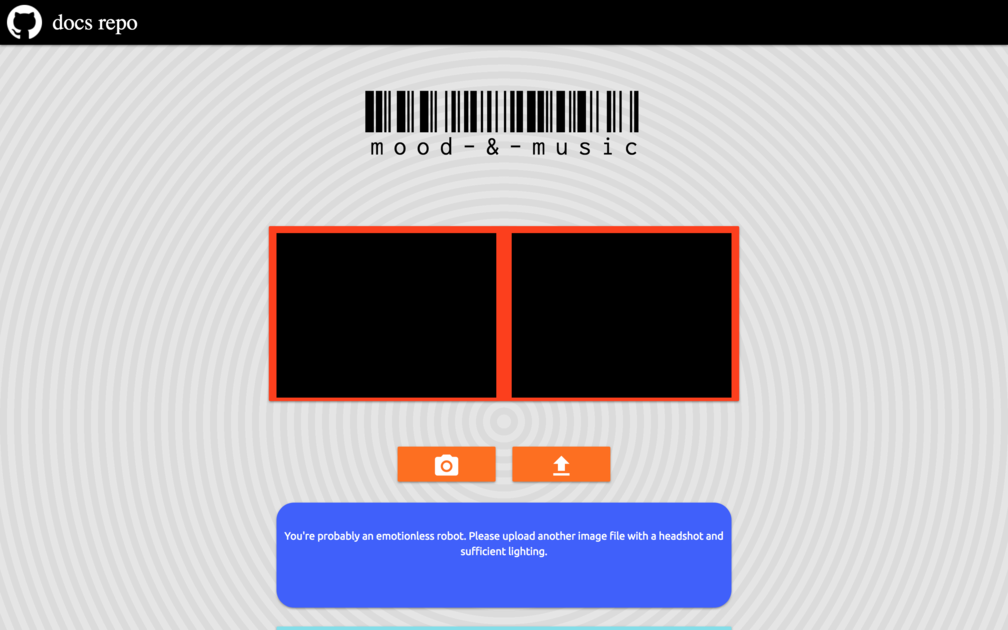 docs repo
mood-&-music
You're probably an emotionless robot. Please upload another image file with a headshot and
sufficient lighting.